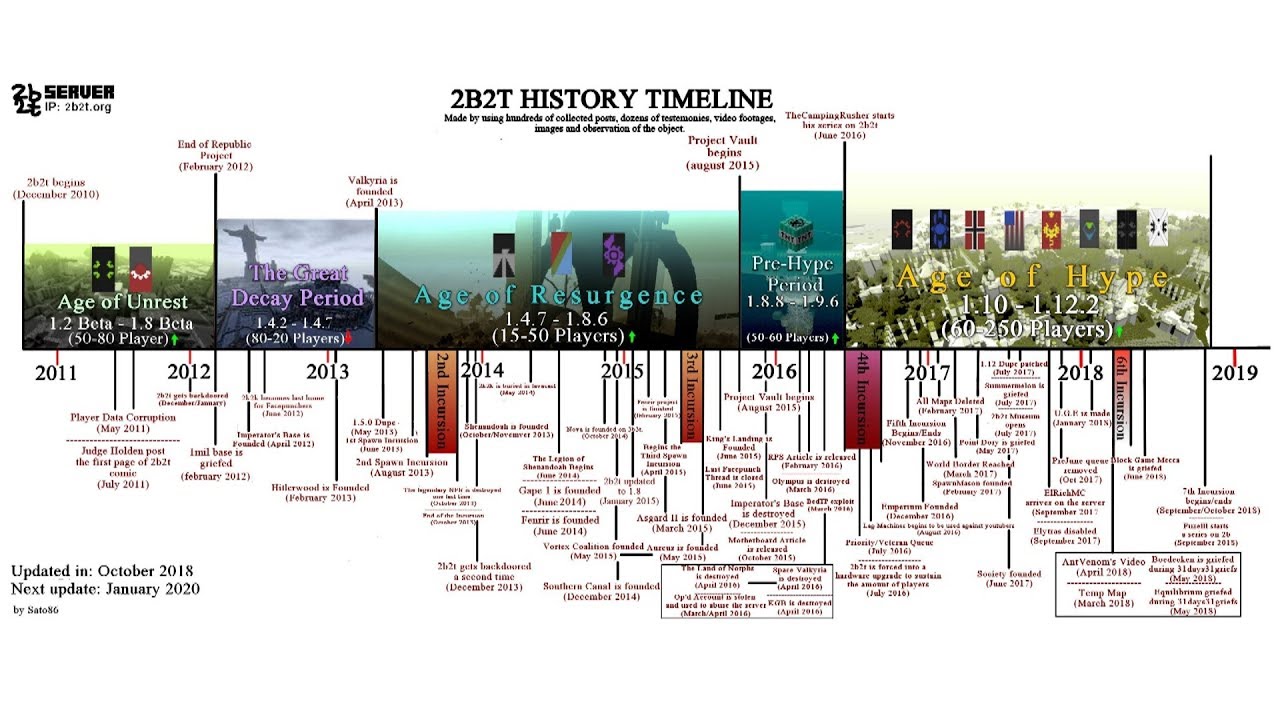 2b2t SERVER
IP: 2b2t.org
2B2T HISTORY TIMELINE
Made by using hundreds of collected posts, dozens of testemonies, video footages,
images and observation of the object.
2b2t begins
(December 2010)
End of Republic
Project
(February 2012)
Valkyria is
founded
(April 2013)
Project Vault
begins
(august 2015)
TheCampingRusher starts
his series on 2b2t
(June 2016)
Age of Unrest
1.2 Beta - 1.8 Beta
(50-80 Player)
The Great
Decay Period
1.4.2 - 1.4.7
(80-20 Players)
Age of Resurgence
1.4.7 - 1.8.6
(15-50 Players)
Pre-Hype
Period
1.8.8 - 1.9.6
(50-60 Players)
Age of Hype
1.10 - 1.12.2
(60-250 Players)
2011
2012
2013
2014
2015
2016
2017
2018
2019
2nd Incursion
3rd Incursion
4th Incursion
6th Incursion
Player Data Corruption
(May 2011)
Judge Holden post
the first page of 2b2t
comic
(July 2011)
2b2t gets backdoored
(December/January)
Imil base is
griefed
(february 2012)
2k2k becomes last home
for Facepunchers
(June 2012)
Imperator's Base is
Founded (April 2012)
Hitlerwood is Founded
(February 2013)
1.5.0 Dupe -
(May 2013)
1st Spawn Incursion
(June 2013)
2nd Spawn Incursion
(August 2013)
The legendary NFE is destroyed
one last time
(October 2013)
End of the Incursion
(October 2013)
2b2t gets backdoored
a second time
(December 2013)
2k2k is buried in lavacast
(May 2014)
Shenandoah is founded
(October/November 2013)
The Legion of
Shenandoah Begins
(June 2014)
Gape 1 is founded
(June 2014)
Fenrir is founded
(June 2014)
Nova is founded on 2b2t.
(October 2014)
2b2t updated
to 1.8
(January 2015)
Vortex Coalition founded
(May 2015)
Southern Canal is founded
(December 2014)
(February 2015)
Begins the
Third Spawn
Incursion
(April 2015)
Asgard II is founded
(March 2015)
Aureus is founded
(May 2015)
King's Landing is
Founded
(June 2015)
Last Facepunch
Thread is closed
(June 2015)
Project Vault begins
(August 2015)
Imperator's Base
is destroyed
(December 2015)
Motherboard Article
is released
(October 2015)
RPS Article is released
(February 2016)
Olympus is destroyed
(March 2016)
BedTP exploit
(March 2016)
The Land of Norphs
is destroyed
(April 2016)
Space Valkyria
is destroyed
(April 2016)
Op'd Account is stolen
and used to abuse the server
(March/April 2016)
KGB is destroyed
(April 2016)
Priority/Veteran Queue
(July 2016)
2b2t is forced into a
hardware upgrade to sustain
the amount of players
(July 2016)
Lag Machines begins to be used against youtubers
(August 2016)
Fifth Incursion
Begins/Ends
(November 2016)
Emperium Founded
(December 2016)
All Maps Deleted
(February 2017)
World Border Reached
(March 2017)
Spawnmason founded
(February 2017)
1.12 Dupe patched
(July 2017)
Summermelon is
griefed
(July 2017)
2b2t Museum
opens
(July 2017)
Point Dory is griefed
(May 2017)
Society founded
(June 2017)
U.G.E is made
(January 2018)
PreJune queue
removed
(Oct 2017)
ElRichMC
arrives on the server
(September 2017
Elytras disabled
(September 2017)
Block Game Mecca
is griefed
(June 2018)
AntVenom's Video
(April 2018)
Temp Map
(March 2018)
Boedecken is griefed
during 31days31griefs
(May 2018)
Equilibrium griefed
during 31days31griefs
(May 2018)
7th Incursion
begins/ends
(September/October 2018)
Fitzelli starts
a series on 2b
(September 2018)
Updated in: October 2018
Next update: January 2020
by Sato86